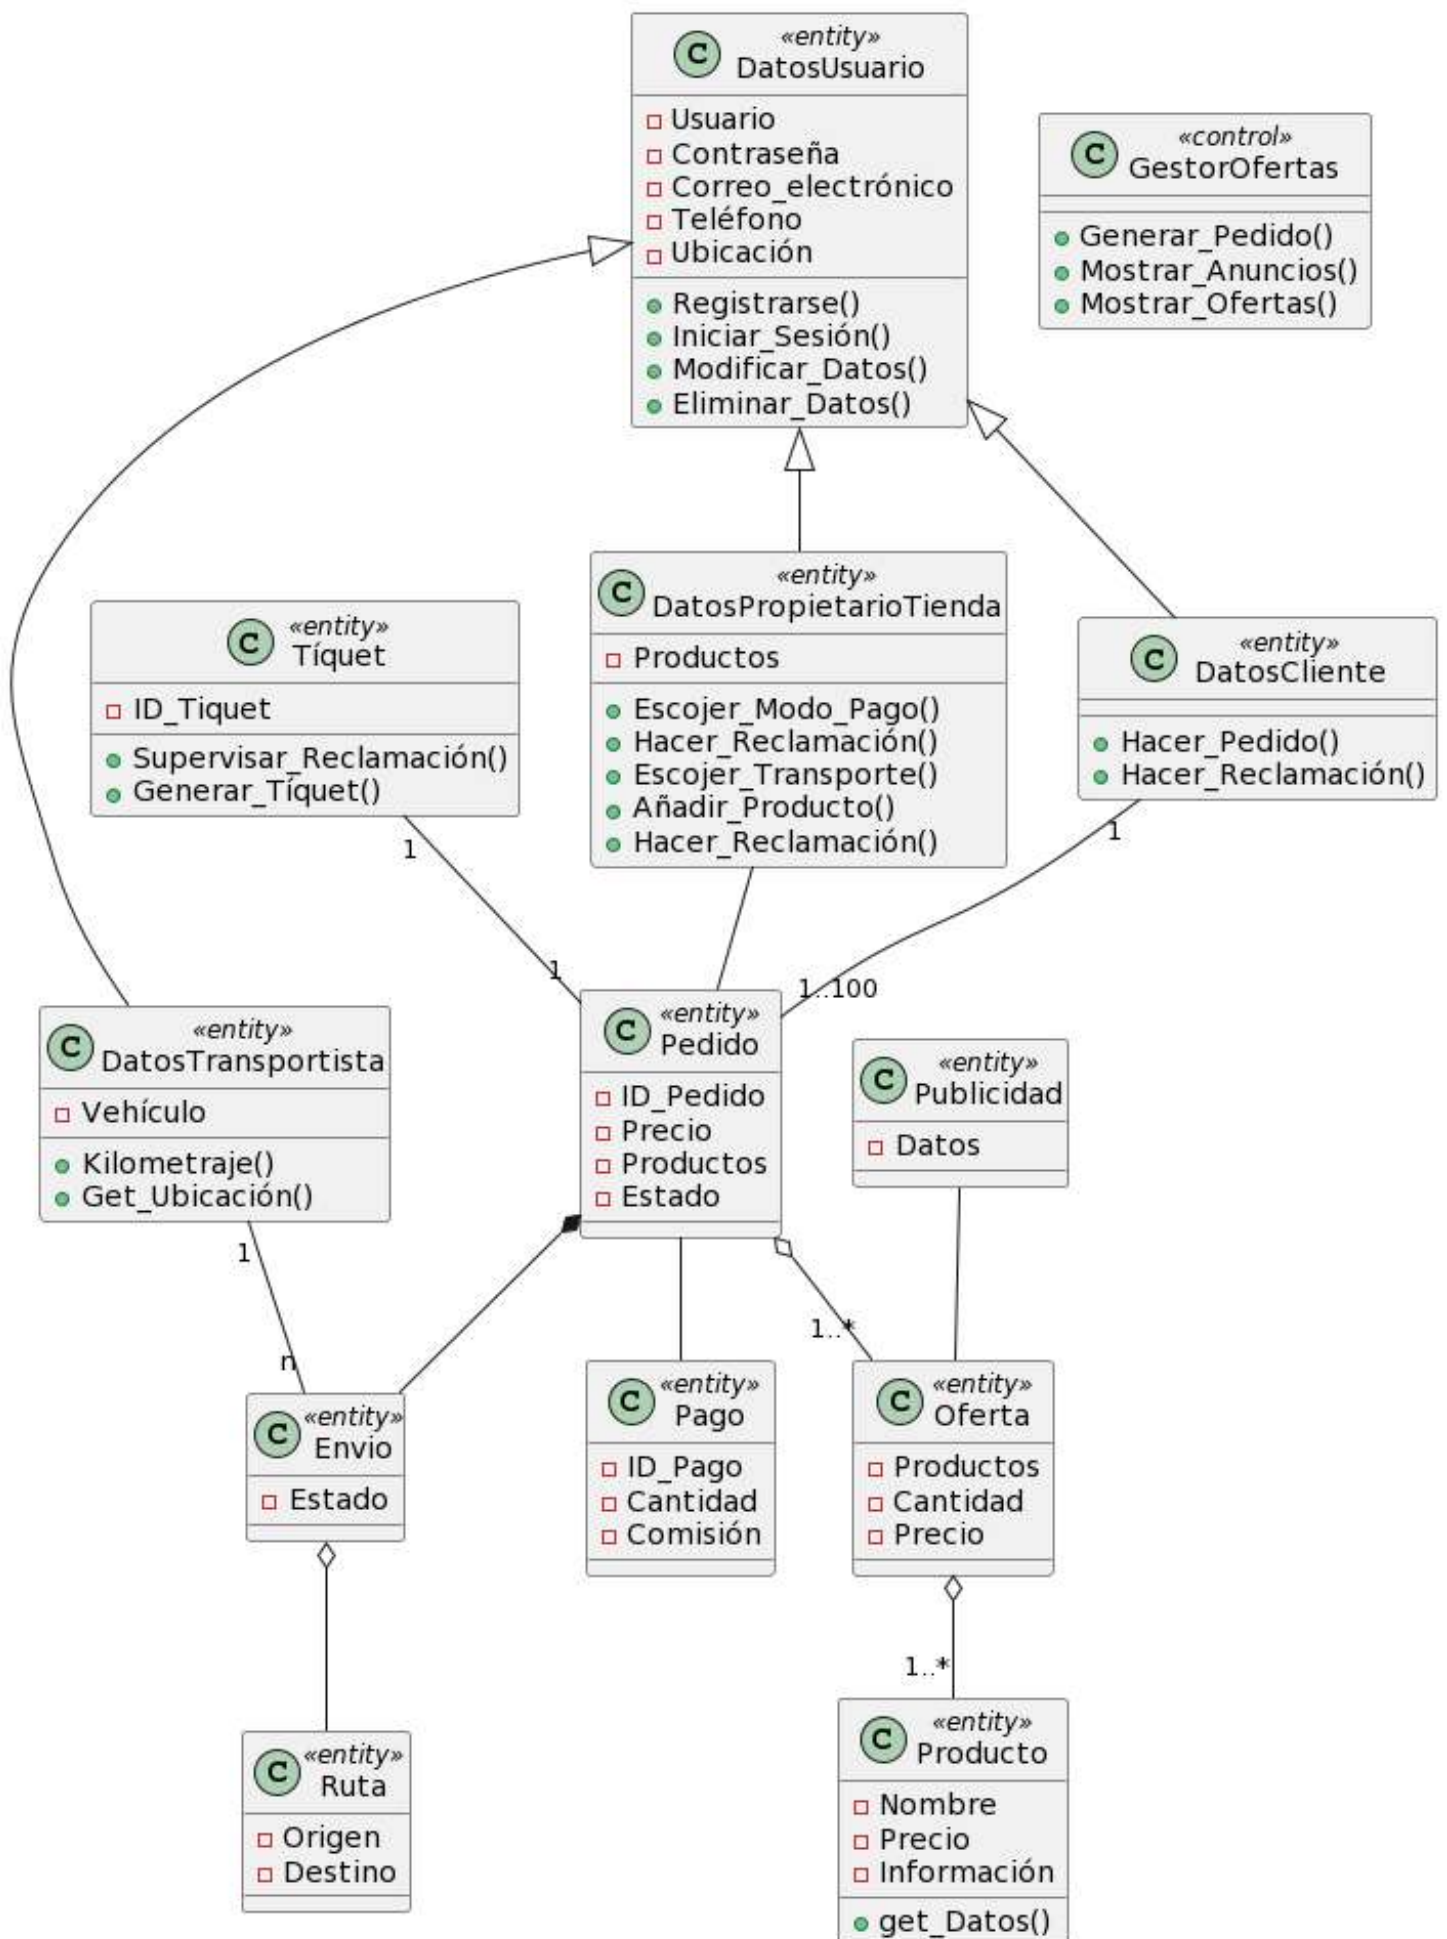 «entity»
C DatosUsuario
Usuario
Contraseña
Correo_electrónico
Teléfono
Ubicación
Registrarse()
Iniciar_Sesión()
Modificar_Datos()
Eliminar_Datos()
«control»
C GestorOfertas
Generar_Pedido()
Mostrar_Anuncios()
Mostrar_Ofertas()
«entity»
C Tíquet
ID_Tiquet
Supervisar_Reclamación()
Generar_Tíquet()
«entity»
C DatosPropietarioTienda
Productos
Escojer_Modo_Pago()
Hacer_Reclamación()
Escojer_Transporte()
Añadir_Producto()
Hacer_Reclamación()
«entity»
C DatosCliente
Hacer_Pedido()
Hacer_Reclamación()
1
1
1
1..100
«entity»
C DatosTransportista
Vehículo
Kilometraje()
Get_Ubicación()
«entity»
C Pedido
ID_Pedido
Precio
Productos
Estado
«entity»
C Publicidad
Datos
1
n
1..*
«entity»
C Envio
Estado
«entity»
C Pago
ID_Pago
Cantidad
Comisión
«entity»
C Oferta
Productos
Cantidad
Precio
1..*
«entity»
C Ruta
Origen
Destino
«entity»
C Producto
Nombre
Precio
Información
get_Datos()